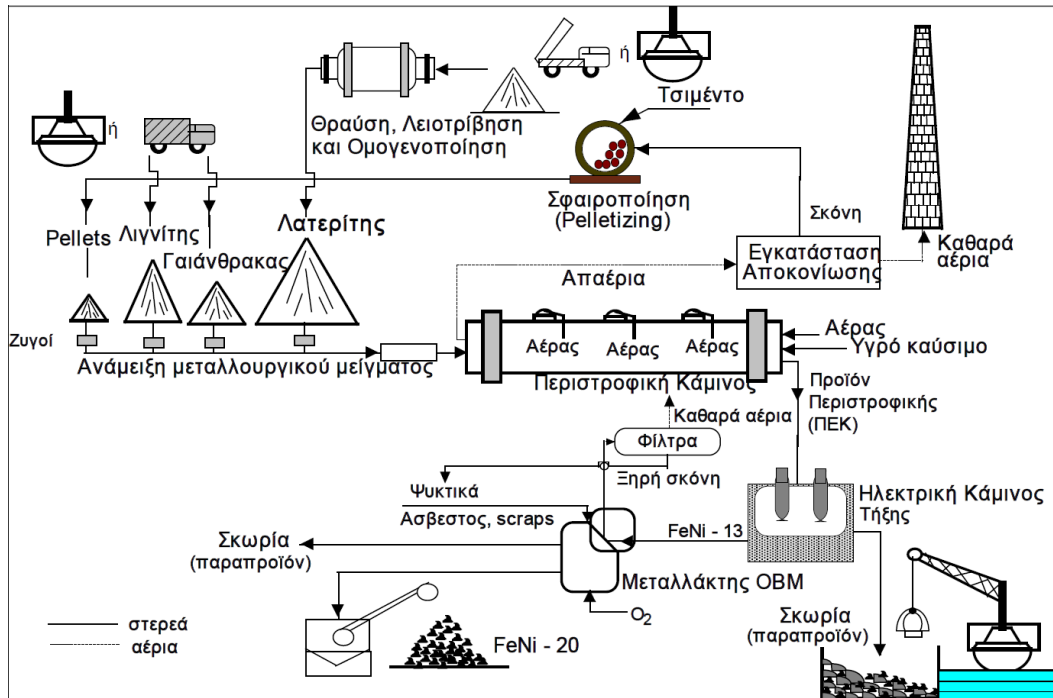 ή
Τσιμέντο
ή
Θραύση, Λειοτρίβηση
και Ομογενοποίηση
Σφαιροποίηση
(Pelletizing)
Σκόνη
Pellets
Λιγνίτης
Λατερίτης
Γαιάνθρακας
Εγκατάσταση
Αποκονίωσης
Καθαρά
αέρια
Απαέρια
Ζυγοί
Αέρας
Αέρας
Αέρας
Αέρας
Υγρό καύσιμο
Ανάμειξη μεταλλουργικού μείγματος
Περιστροφική Κάμινος
Προϊόν
Περιστροφικής
(ΠΕΚ)
Καθαρά αέρια
Φίλτρα
Ξηρή σκόνη
Ψυκτικά
Ασβεστος, scraps
Ηλεκτρική Κάμινος
Τήξης
FeNi - 13
Σκωρία
(παραπροϊόν)
Μεταλλάκτης OBM
O2
Σκωρία
(παραπροϊόν)
στερεά
αέρια
FeNi - 20